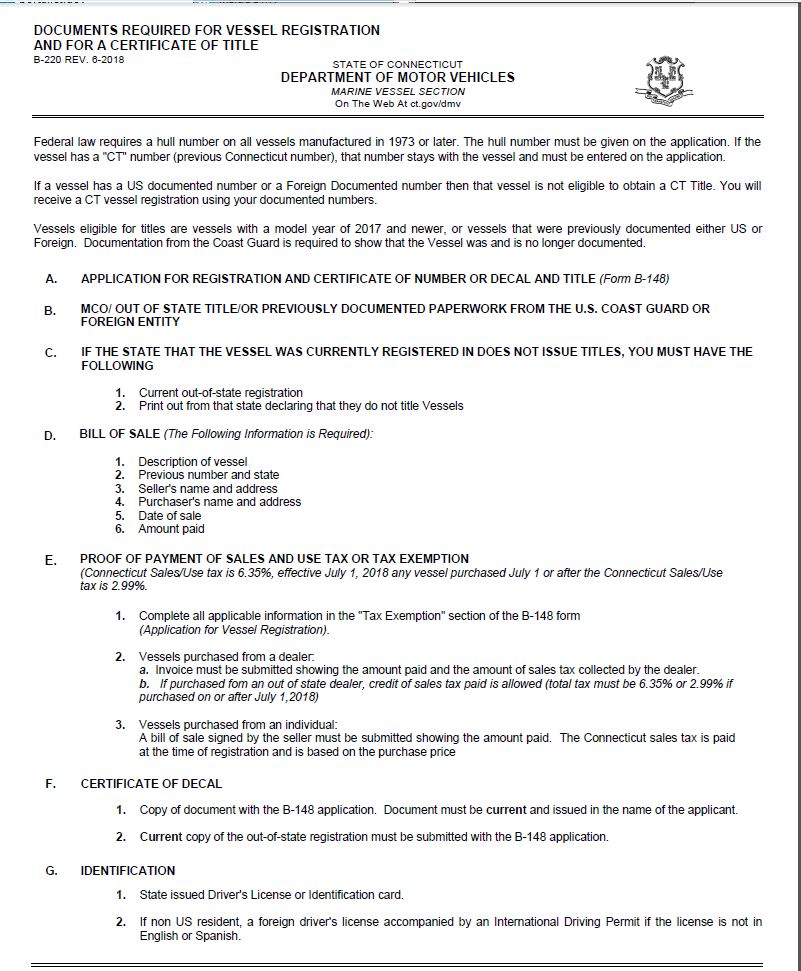 DOCUMENTS REQUIRED FOR VESSEL REGISTRATION
AND FOR A CERTIFICATE OF TITLE
B-220 REV. 6-2018
STATE OF CONNECTICUT
DEPARTMENT OF MOTOR VEHICLES
MARINE VESSEL SECTION
On The Web At ct.gov/dmv
Federal law requires a hull number on all vessels manufactured in 1973 or later. The hull number must be given on the application. If the
vessel has a "CT" number (previous Connecticut number), that number stays with the vessel and must be entered on the application.
If a vessel has a US documented number or a Foreign Documented number then that vessel is not eligible to obtain a CT Title. You will
receive a CT vessel registration using your documented numbers.
Vessels eligible for titles are vessels with a model year of 2017 and newer, or vessels that were previously documented either US or
Foreign. Documentation from the Coast Guard is required to show that the Vessel was and is no longer documented.
A. APPLICATION FOR REGISTRATION AND CERTIFICATE OF NUMBER OR DECAL AND TITLE (Form B-148)
B. MCO/ OUT OF STATE TITLE/OR PREVIOUSLY DOCUMENTED PAPERWORK FROM THE U.S. COAST GUARD OR
FOREIGN ENTITY
C. IF THE STATE THAT THE VESSEL WAS CURRENTLY REGISTERED IN DOES NOT ISSUE TITLES, YOU MUST HAVE THE
FOLLOWING
1. Current out-of-state registration
2. Print out from that state declaring that they do not title Vessels
D. BILL OF SALE (The Following Information is Required):
1. Description of vessel
2. Previous number and state
3. Seller's name and address
4. Purchaser's name and address
5. Date of sale
6. Amount paid
E. PROOF OF PAYMENT OF SALES AND USE TAX OR TAX EXEMPTION
(Connecticut Sales/Use tax is 6.35%, effective July 1, 2018 any vessel purchased July 1 or after the Connecticut Sales/Use
tax is 2.99%.
1. Complete all applicable information in the "Tax Exemption" section of the B-148 form
(Application for Vessel Registration).
2. Vessels purchased from a dealer:
a. Invoice must be submitted showing the amount paid and the amount of sales tax collected by the dealer.
b. If purchased fom an out of state dealer, credit of sales tax paid is allowed (total tax must be 6.35% or 2.99% if
purchased on or after July 1,2018)
3. Vessels purchased from an individual:
A bill of sale signed by the seller must be submitted showing the amount paid. The Connecticut sales tax is paid
at the time of registration and is based on the purchase price
F. CERTIFICATE OF DECAL
1. Copy of document with the B-148 application. Document must be current and issued in the name of the applicant.
2. Current copy of the out-of-state registration must be submitted with the B-148 application.
G. IDENTIFICATION
1. State issued Driver's License or Identification card.
2. If non US resident, a foreign driver's license accompanied by an International Driving Permit if the license is not in
English or Spanish.